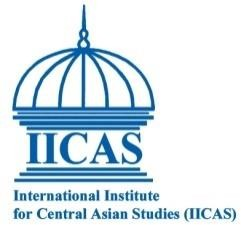 IICAS
International Institute
for Central Asian Studies (IICAS)